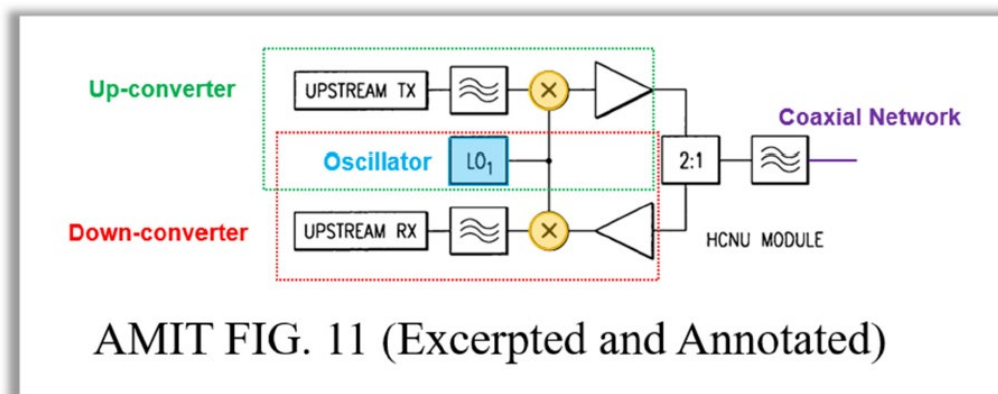 Up-converter
UPSTREAM TX
Coaxial Network
Oscillator
LO₁
2:1
Down-converter
UPSTREAM RX
HCNU MODULE
AMIT FIG. 11 (Excerpted and Annotated)